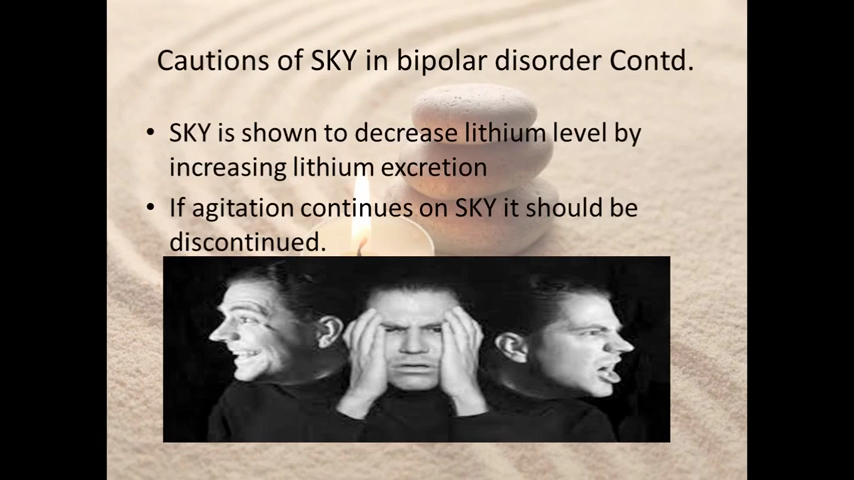 Cautions of SKY in bipolar disorder Contd.
• SKY is shown to decrease lithium level by
increasing lithium excretion
• If agitation continues on SKY it should be
discontinued.